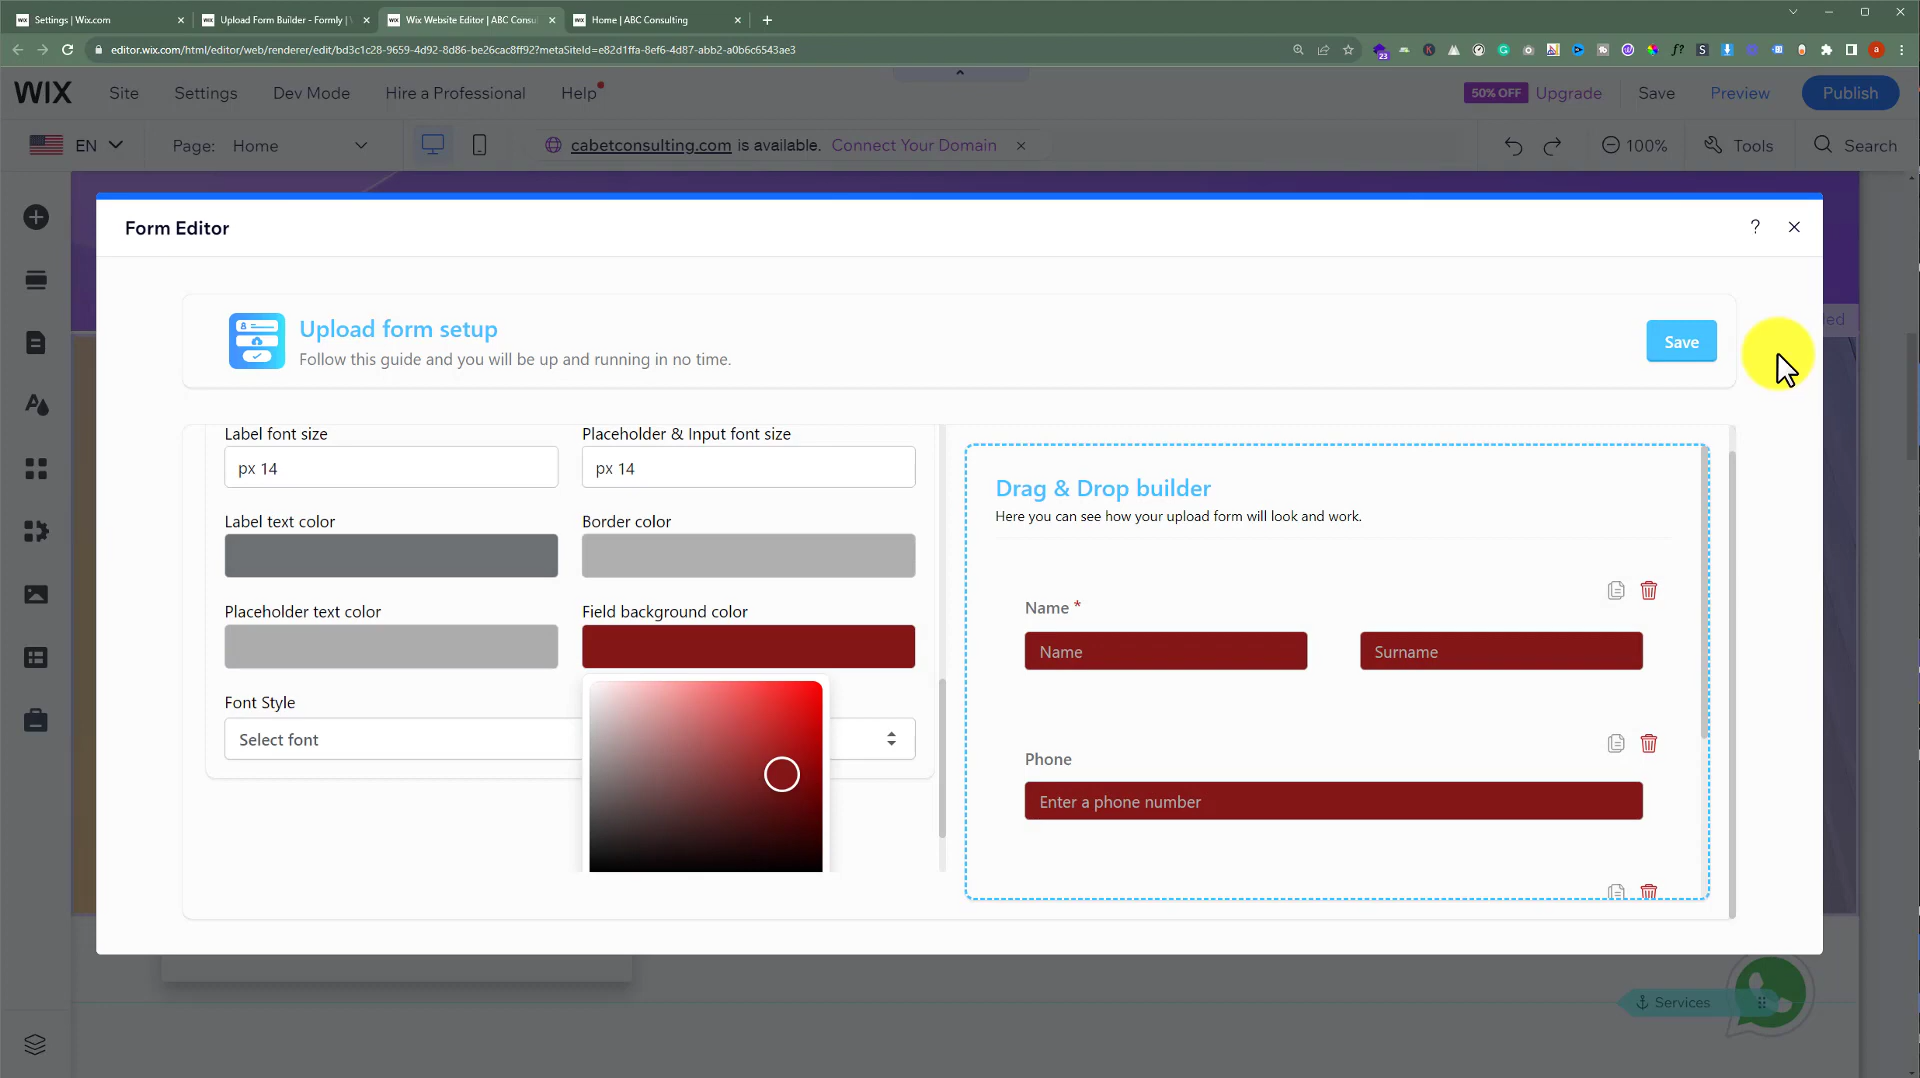 Settings | Wix.com
Upload Form Builder - Formly |
Wix Website Editor | ABC Consul
Home | ABC Consulting
editor.wix.com/html/editor/web/renderer/edit/bd3c1c28-9659-4d92-8d86-be26cac8ff92?metaSiteId=e82d1ffa-8ef6-4d87-abb2-a0b6c6543ae3
WIX
Site
Settings
Dev Mode
Hire a Professional
Help
50% OFF
Upgrade
Save
Preview
Publish
EN
Page: Home
cabetconsulting.com is available. Connect Your Domain
100%
Tools
Search
Form Editor
?
Upload form setup
Follow this guide and you will be up and running in no time.
Save
Label font size
px 14
Placeholder & Input font size
px 14
Label text color
Border color
Placeholder text color
Field background color
Font Style
Select font
Drag & Drop builder
Here you can see how your upload form will look and work.
Name *
Name
Surname
Phone
Enter a phone number
Services